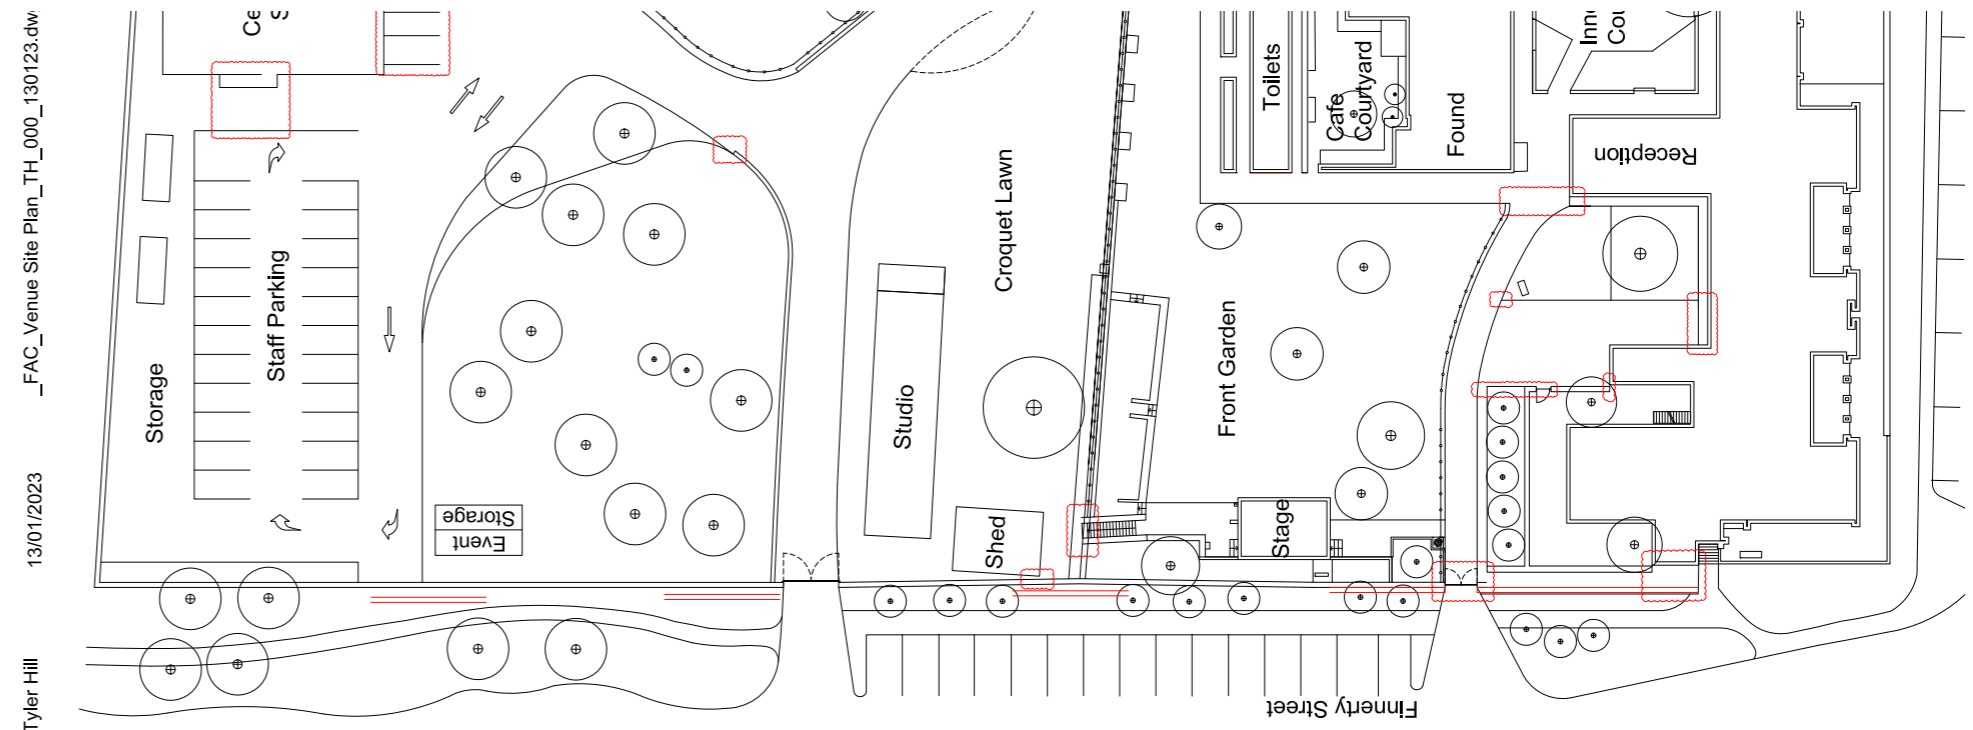 _FAC_Venue Site Plan_TH_000_130123.dw
13/01/2023
Tyler Hill
Storage
Staff Parking
Event
Storage
Studio
Shed
Croquet Lawn
Front Garden
Stage
Toilets
Cafe
Courtyard
Found
Reception
Finnerty Street